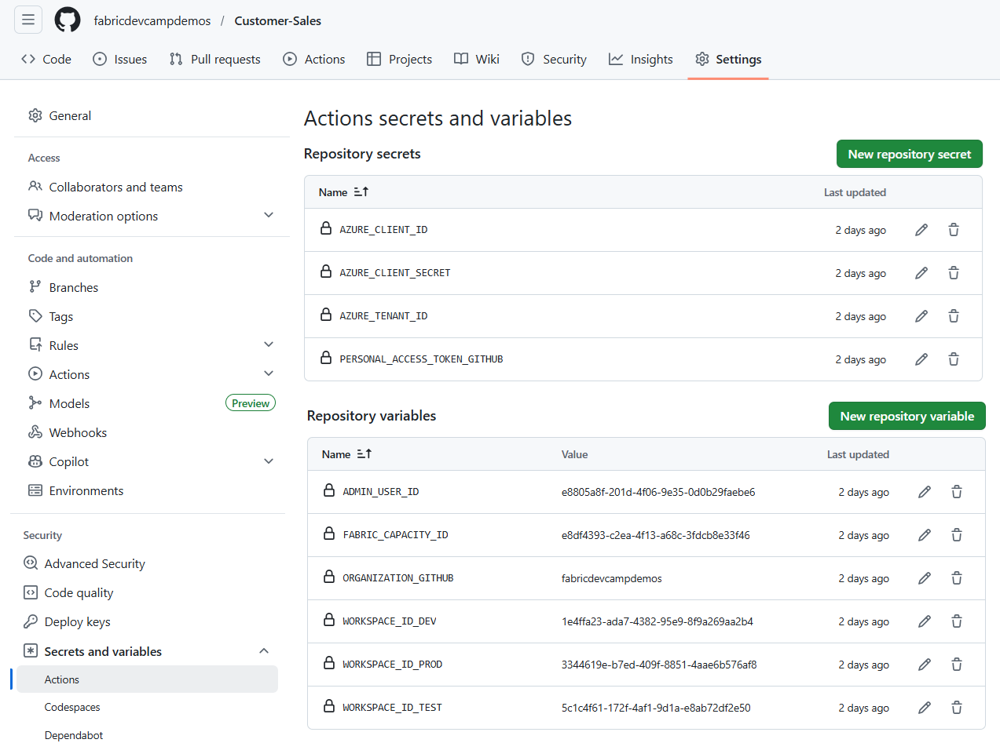 fabricdevcampdemos / Customer-Sales
Code Issues Pull requests Actions Projects Wiki Security Insights Settings
General
Access
Collaborators and teams
Moderation options
Code and automation
Branches
Tags
Rules
Actions
Models Preview
Webhooks
Copilot
Environments
Security
Advanced Security
Code quality
Deploy keys
Secrets and variables
Actions
Codespaces
Dependabot
Actions secrets and variables
Repository secrets New repository secret
Name Last updated
AZURE_CLIENT_ID 2 days ago
AZURE_CLIENT_SECRET 2 days ago
AZURE_TENANT_ID 2 days ago
PERSONAL_ACCESS_TOKEN_GITHUB 2 days ago
Repository variables New repository variable
Name Value Last updated
ADMIN_USER_ID e8805a8f-201d-4f06-9e35-0d0b29faebe6 2 days ago
FABRIC_CAPACITY_ID e8df4393-c2ea-4f13-a68c-3fdcb8e33f46 2 days ago
ORGANIZATION_GITHUB fabricdevcampdemos 2 days ago
WORKSPACE_ID_DEV 1e4ffa23-ada7-4382-95e9-8f9a269aa2b4 2 days ago
WORKSPACE_ID_PROD 3344619e-b7ed-409f-8851-4aae6b576af8 2 days ago
WORKSPACE_ID_TEST 5c1c4f61-172f-4af1-9d1a-e8ab72df2e50 2 days ago